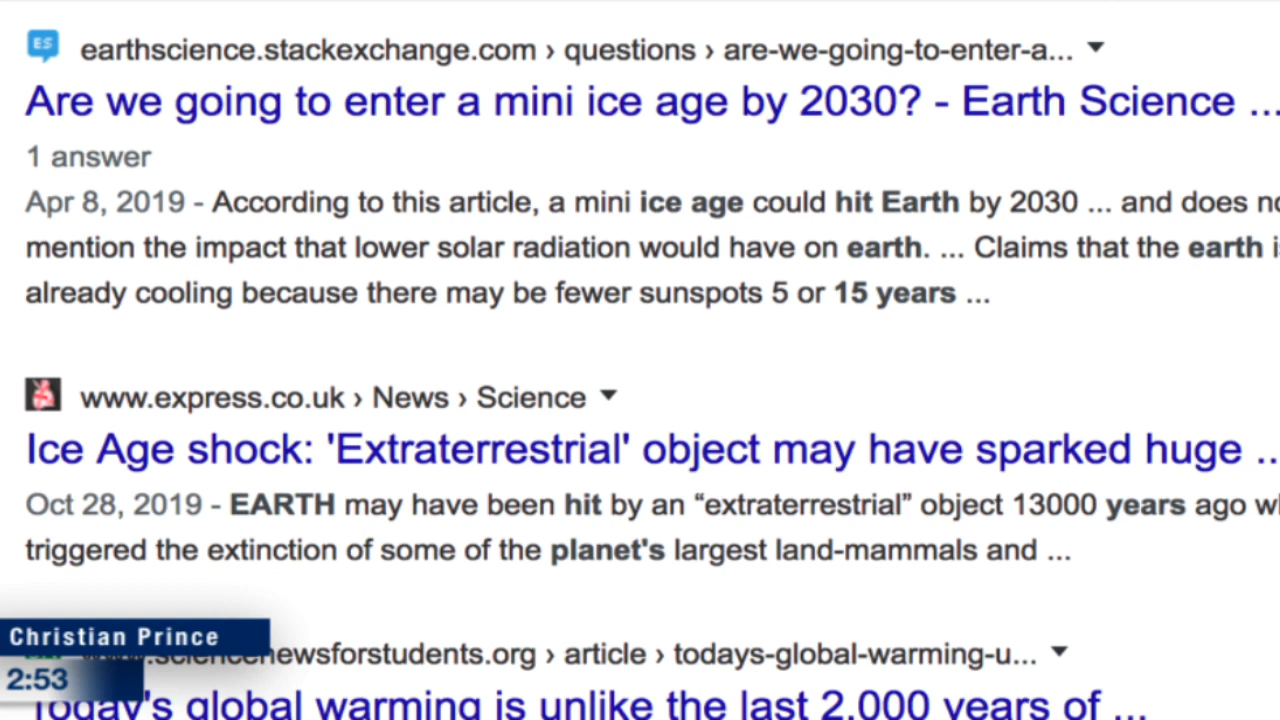 ES
earthscience.stackexchange.com › questions › are-we-going-to-enter-a...
Are we going to enter a mini ice age by 2030? - Earth Science ...
1 answer
Apr 8, 2019 - According to this article, a mini ice age could hit Earth by 2030 ... and does
mention the impact that lower solar radiation would have on earth. ... Claims that the earth
already cooling because there may be fewer sunspots 5 or 15 years ...
www.express.co.uk › News › Science
Ice Age shock: 'Extraterrestrial' object may have sparked huge ..
Oct 28, 2019 - EARTH may have been hit by an “extraterrestrial” object 13000 years ago
triggered the extinction of some of the planet's largest land-mammals and ...
Christian Prince
www.sciencenewsforstudents.org › article › todays-global-warming-u...
2:53
Today's global warming is unlike the last 2,000 years of ...